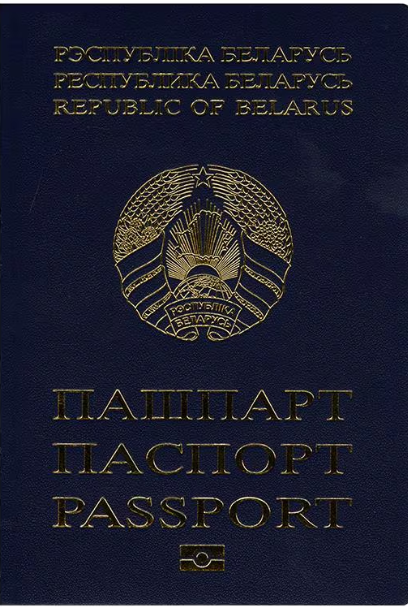 РЭСПУБЛІКА БЕЛАРУСЬ
РЕСПУБЛИКА БЕЛАРУСЬ
REPUBLIC OF BELARUS
РЭСПУБЛІКА
БЕЛАРУСЬ
ПАШПАРТ
ПАСПОРТ
PASSPORT